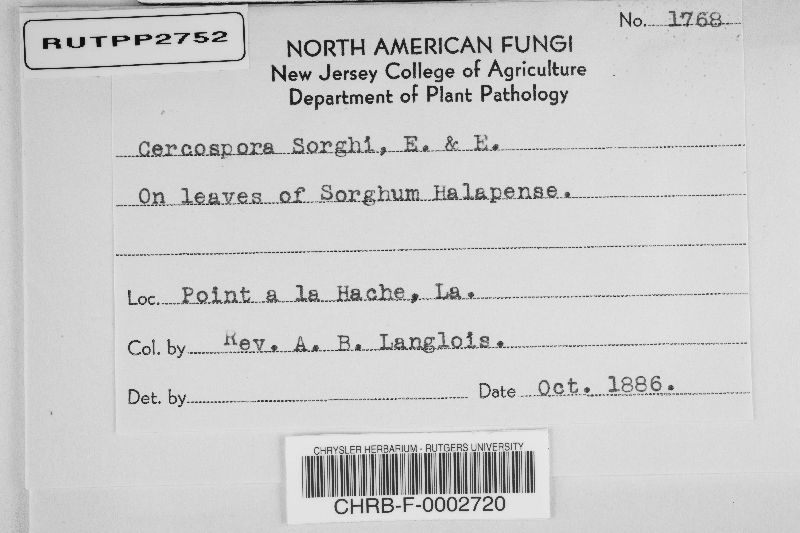 No. 1768
RUTPP2752
NORTH AMERICAN FUNGI
New Jersey College of Agriculture
Department of Plant Pathology
Cercospora Sorghi, E. & E.
On leaves of Sorghum Halapense.
Loc. Point a la Hache, La.
Col. by Rev. A. B. Langlois.
Det. by Date Oct. 1886.
CHRYSLER HERBARIUM - RUTGERS UNIVERSITY
CHRB-F-0002720